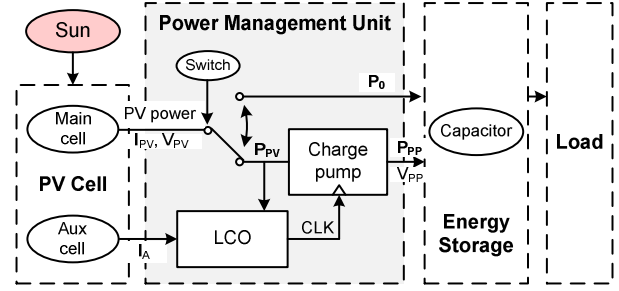 Sun
Power Management Unit
Switch
P0
Main
cell
PV power
IPV, VPV
PPV
Charge
pump
PPP
VPP
Capacitor
PV Cell
Load
Aux
cell
IA
LCO
CLK
Energy
Storage